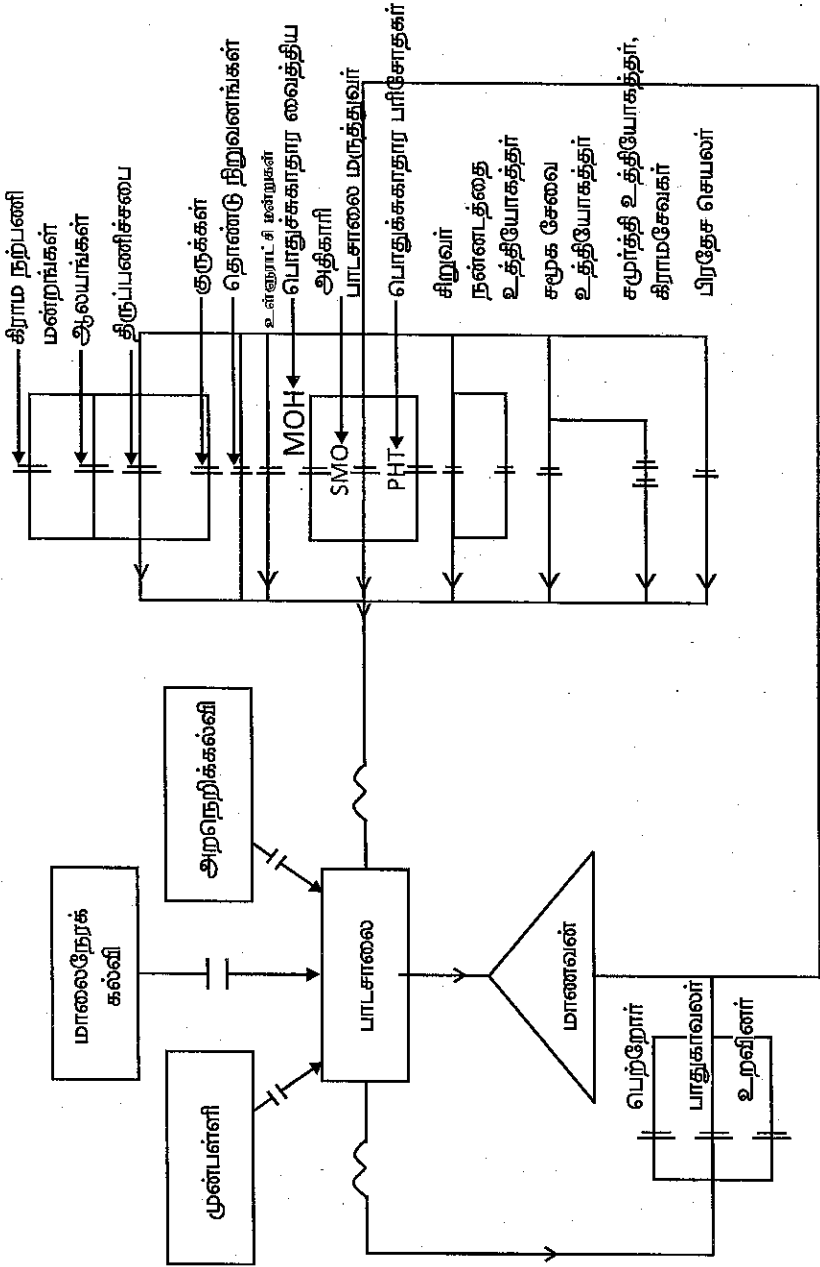 முன்பள்ளி
மாலைநேரக்
கல்வி
அறநெறிக்கல்வி
பாடசாலை
மாணவன்
பெற்றோர்
பாதுகாவலர்
உறவினர்
கிராம நற்பணி
மன்றங்கள்
ஆலயங்கள்
திருப்பணிச்சபை
குருக்கள்
தொண்டு நிறுவனங்கள்
உள்ளூராட்சி மன்றுகள்
MOH
பொதுச்சுகாதார வைத்திய
அதிகாரி
SMO
பாடசாலை மருத்துவர்
PHT
பொதுக்சுகாதார பரிசோதகர்
சிறுவர்
நன்னடத்தை
உத்தியோகத்தர்
சமூக சேவை
உத்தியோகத்தர்
சமுர்த்தி உத்தியோகத்தர்,
கிராமசேவகர்
பிரதேச செயலர்